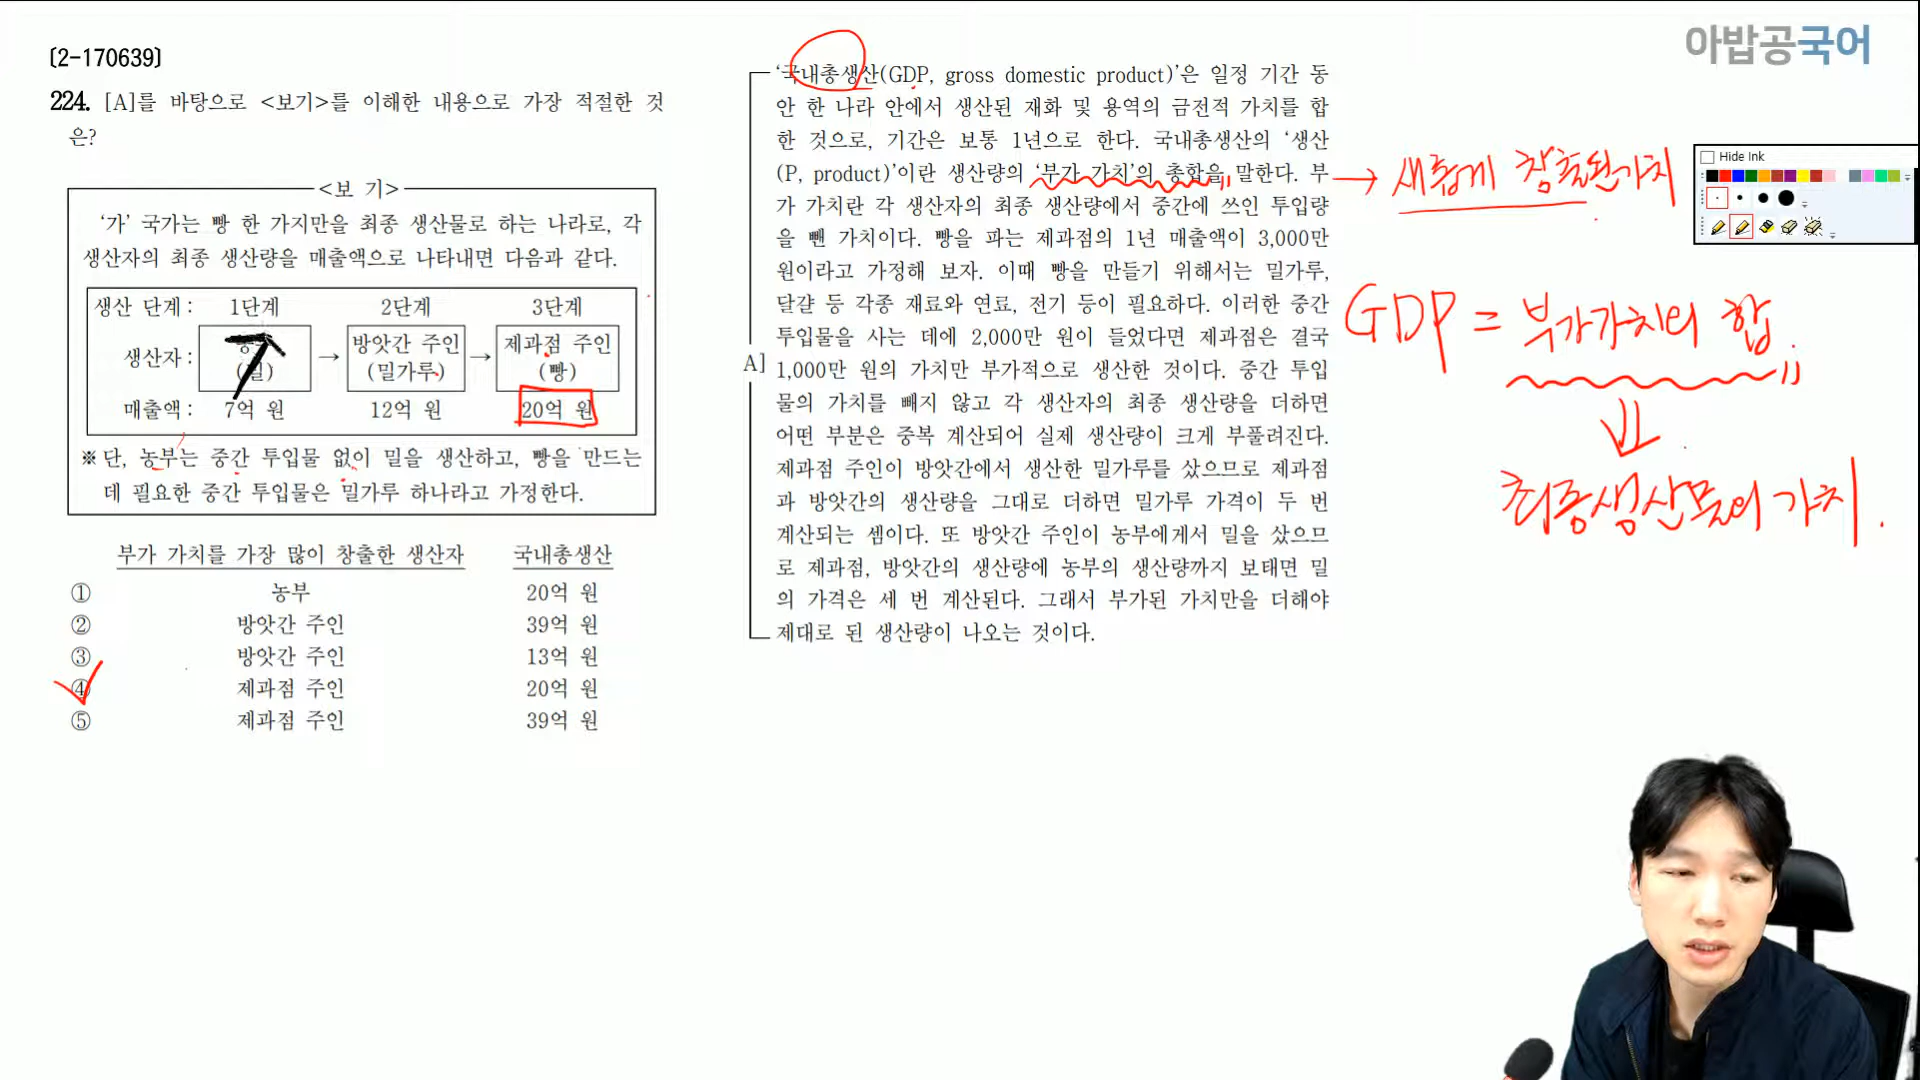 아밥공국어
[2-170639]
224. [A]를 바탕으로 <보기>를 이해한 내용으로 가장 적절한 것
은?
<보 기>
'가' 국가는 빵 한 가지만을 최종 생산물로 하는 나라로, 각
생산자의 최종 생산량을 매출액으로 나타내면 다음과 같다.
생산 단계: 1단계 2단계 3단계
생산자: → 방앗간 주인 → 제과점 주인
(밀) (밀가루) (빵)
매출액: 7억 원 12억 원 20억 원
※ 단, 농부는 중간 투입물 없이 밀을 생산하고, 빵을 만드는
데 필요한 중간 투입물은 밀가루 하나라고 가정한다.
부가 가치를 가장 많이 창출한 생산자 국내총생산
① 농부 20억 원
② 방앗간 주인 39억 원
③ 방앗간 주인 13억 원
④ 제과점 주인 20억 원
⑤ 제과점 주인 39억 원
'국내총생산(GDP, gross domestic product)'은 일정 기간 동
안 한 나라 안에서 생산된 재화 및 용역의 금전적 가치를 합
한 것으로, 기간은 보통 1년으로 한다. 국내총생산의 '생산
(P, product)'이란 생산량의 '부가 가치'의 총합을 말한다. 부
가 가치란 각 생산자의 최종 생산량에서 중간에 쓰인 투입량
을 뺀 가치이다. 빵을 파는 제과점의 1년 매출액이 3,000만
원이라고 가정해 보자. 이때 빵을 만들기 위해서는 밀가루,
달걀 등 각종 재료와 연료, 전기 등이 필요하다. 이러한 중간
투입물을 사는 데에 2,000만 원이 들었다면 제과점은 결국
A] 1,000만 원의 가치만 부가적으로 생산한 것이다. 중간 투입
물의 가치를 빼지 않고 각 생산자의 최종 생산량을 더하면
어떤 부분은 중복 계산되어 실제 생산량이 크게 부풀려진다.
제과점 주인이 방앗간에서 생산한 밀가루를 샀으므로 제과점
과 방앗간의 생산량을 그대로 더하면 밀가루 가격이 두 번
계산되는 셈이다. 또 방앗간 주인이 농부에게서 밀을 샀으므
로 제과점, 방앗간의 생산량에 농부의 생산량까지 보태면 밀
의 가격은 세 번 계산된다. 그래서 부가된 가치만을 더해야
제대로 된 생산량이 나오는 것이다.
→ 새롭게 창출된 가치
GDP = 부가가치의 합
최종생산물의 가치
Hide Ink